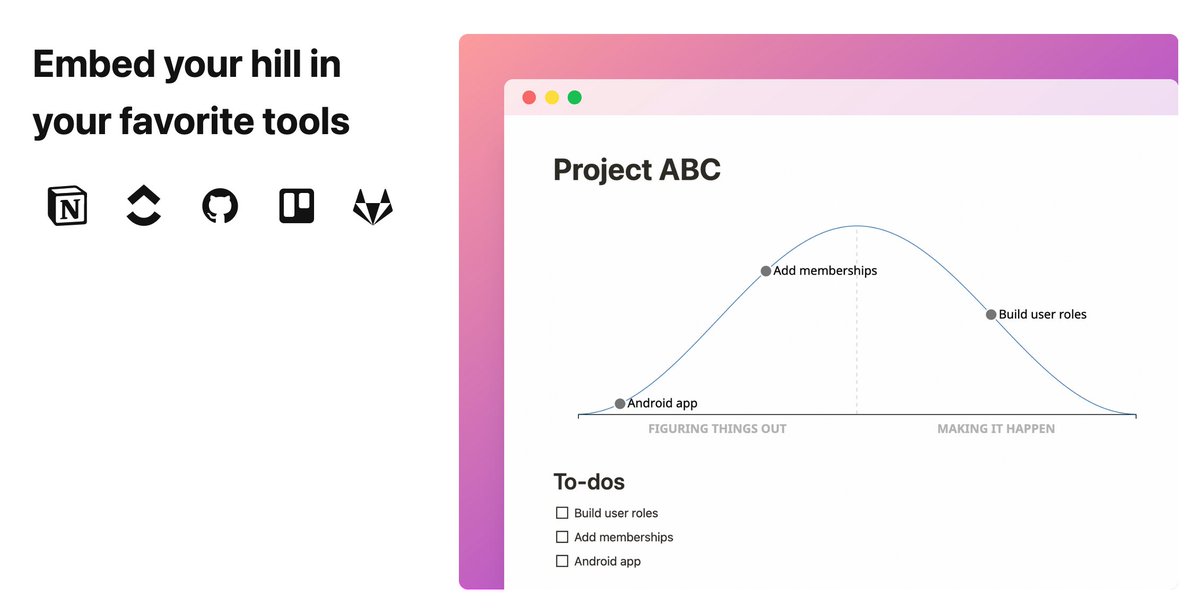 Embed your hill in
your favorite tools
N
Project ABC
Add memberships
Build user roles
Android app
FIGURING THINGS OUT
MAKING IT HAPPEN
To-dos
Build user roles
Add memberships
Android app